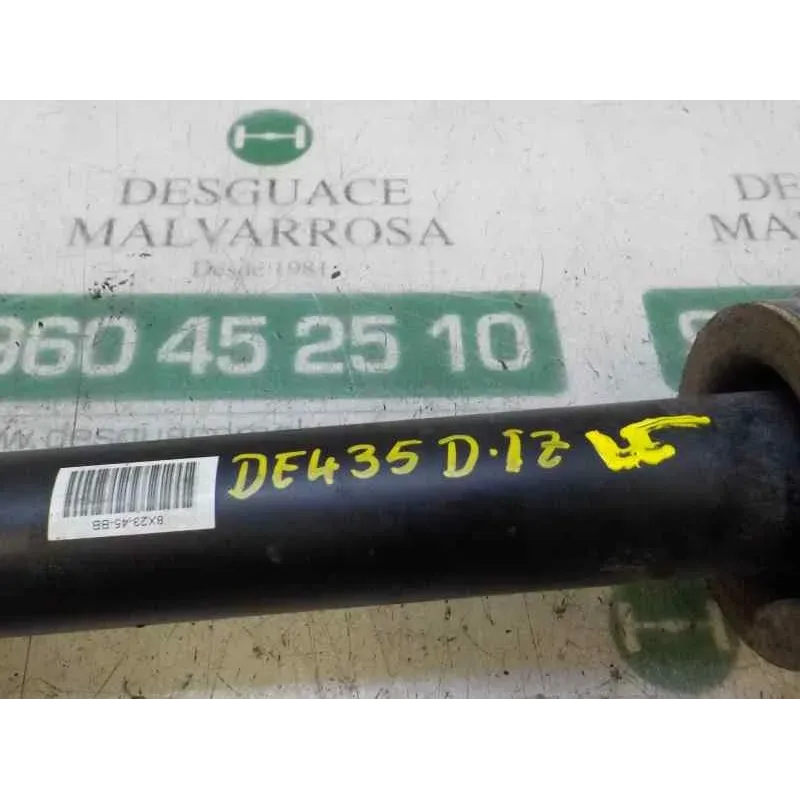 DESGUACE
MALVARROSA
Desde 1981
960 45 25 10
DE435 D.IZ
8X23.45-BB